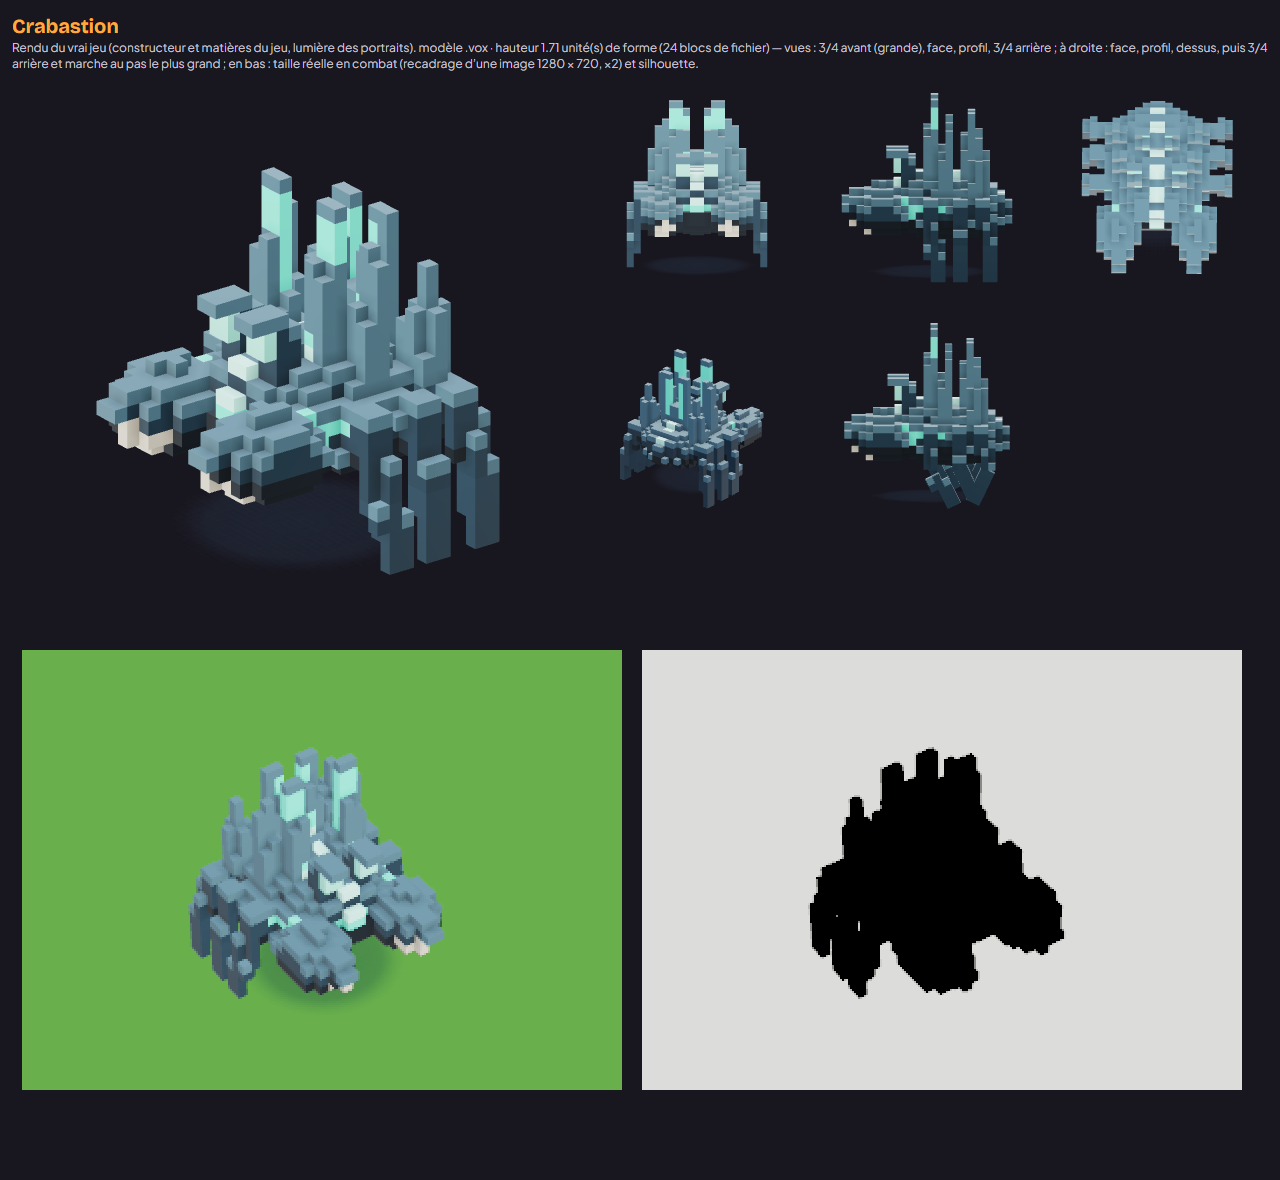 Crabastion
Rendu du vrai jeu (constructeur et matières du jeu, lumière des portraits). modèle .vox · hauteur 1.71 unité(s) de forme (24 blocs de fichier) — vues : 3/4 avant (grande), face, profil, 3/4 arrière ; à droite : face, profil, dessus, puis 3/4
arrière et marche au pas le plus grand ; en bas : taille réelle en combat (recadrage d'une image 1280 × 720, ×2) et silhouette.